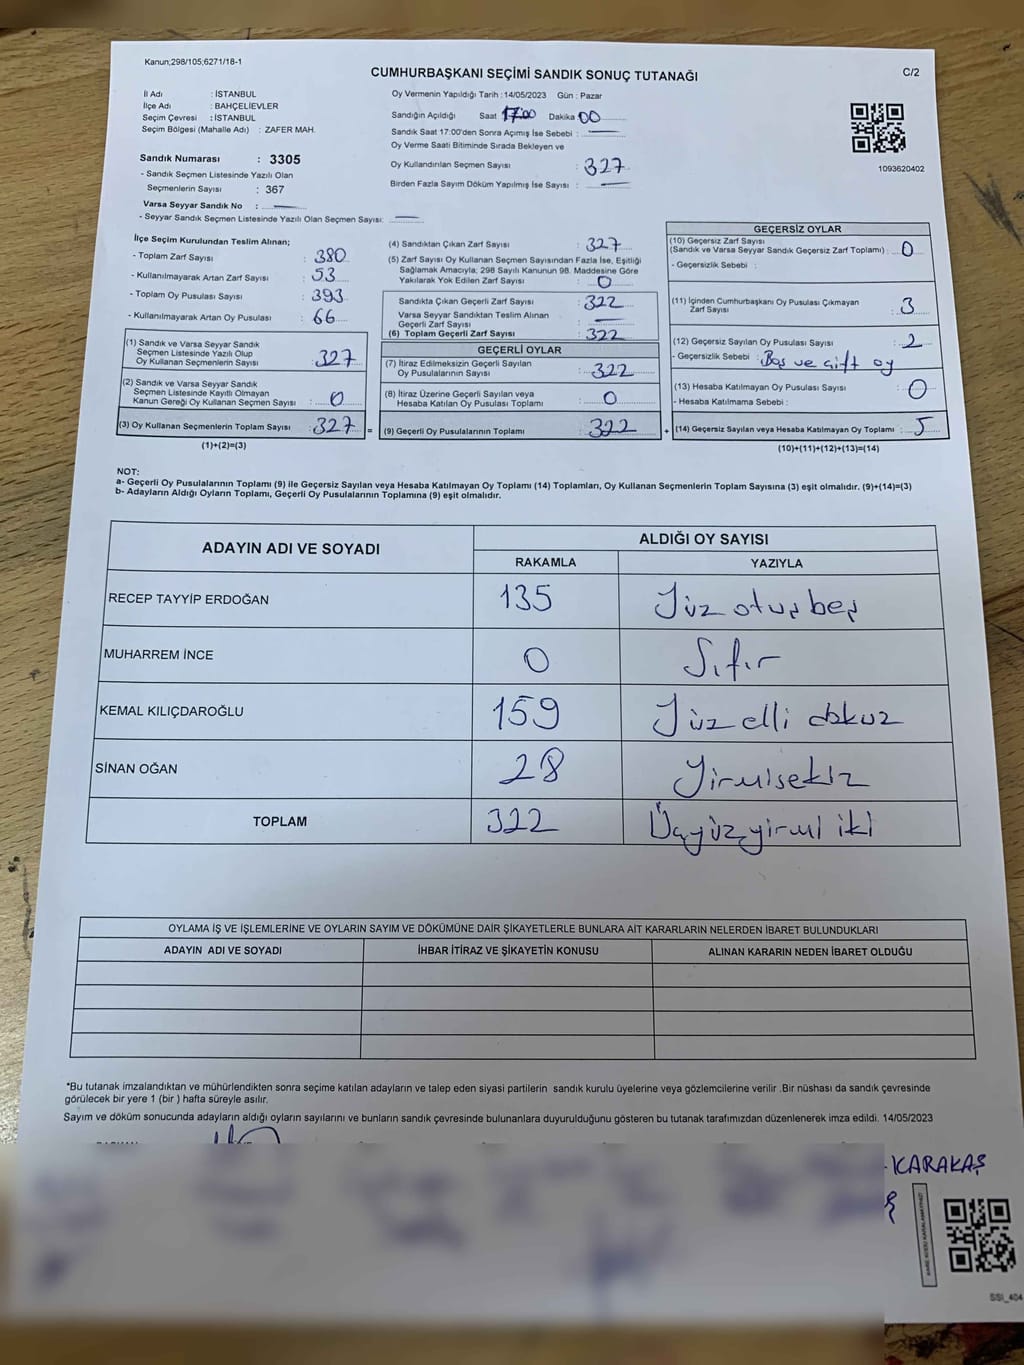 Kanun;298/105;6271/18-1
CUMHURBAŞKANI SEÇİMİ SANDIK SONUÇ TUTANAĞI
C/2
İl Adı : İSTANBUL
İlçe Adı : BAHÇELİEVLER
Seçim Çevresi : İSTANBUL
Seçim Bölgesi (Mahalle Adı) : ZAFER MAH.
Sandık Numarası : 3305
- Sandık Seçmen Listesinde Yazılı Olan
Seçmenlerin Sayısı : 367
Varsa Seyyar Sandık No :
- Seyyar Sandık Seçmen Listesinde Yazılı Olan Seçmen Sayısı:
Oy Vermenin Yapıldığı Tarih : 14/05/2023 Gün : Pazar
Sandığın Açıldığı Saat 17:00 Dakika 00
Sandık Saat 17:00'den Sonra Açımış İse Sebebi :
Oy Verme Saati Bitiminde Sırada Bekleyen ve
Oy Kullandırılan Seçmen Sayısı : 327
Birden Fazla Sayım Döküm Yapılmış İse Sayısı :
1093620402
İlçe Seçim Kurulundan Teslim Alınan;
- Toplam Zarf Sayısı : 380
- Kullanılmayarak Artan Zarf Sayısı : 53
- Toplam Oy Pusulası Sayısı : 393
- Kullanılmayarak Artan Oy Pusulası : 66
(1) Sandık ve Varsa Seyyar Sandık
Seçmen Listesinde Yazılı Olup
Oy Kullanan Seçmenlerin Sayısı : 327
(2) Sandık ve Varsa Seyyar Sandık
Seçmen Listesinde Kayıtlı Olmayan
Kanun Gereği Oy Kullanan Seçmen Sayısı : 0
(3) Oy Kullanan Seçmenlerin Toplam Sayısı : 327
(1)+(2)=(3)
(4) Sandıktan Çıkan Zarf Sayısı : 327
(5) Zarf Sayısı Oy Kullanan Seçmen Sayısından Fazla İse, Eşitliği
Sağlamak Amacıyla; 298 Sayılı Kanunun 98. Maddesine Göre
Yakılarak Yok Edilen Zarf Sayısı : 0
Sandıkta Çıkan Geçerli Zarf Sayısı : 322
Varsa Seyyar Sandıktan Teslim Alınan
Geçerli Zarf Sayısı :
(6) Toplam Geçerli Zarf Sayısı : 322
GEÇERLİ OYLAR
(7) İtiraz Edilmeksizin Geçerli Sayılan
Oy Pusulalarının Sayısı : 322
(8) İtiraz Üzerine Geçerli Sayılan veya
Hesaba Katılan Oy Pusulası Toplamı : 0
= (9) Geçerli Oy Pusulalarının Toplamı : 322
GEÇERSİZ OYLAR
(10) Geçersiz Zarf Sayısı
(Sandık ve Varsa Seyyar Sandık Geçersiz Zarf Toplamı) : 0
- Geçersizlik Sebebi :
(11) İçinden Cumhurbaşkanı Oy Pusulası Çıkmayan
Zarf Sayısı : 3
(12) Geçersiz Sayılan Oy Pusulası Sayısı : 2
- Geçersizlik Sebebi : Boş ve çift oy
(13) Hesaba Katılmayan Oy Pusulası Sayısı : 0
- Hesaba Katılmama Sebebi :
+ (14) Geçersiz Sayılan veya Hesaba Katılmayan Oy Toplamı : 5
(10)+(11)+(12)+(13)=(14)
NOT:
a- Geçerli Oy Pusulalarının Toplamı (9) ile Geçersiz Sayılan veya Hesaba Katılmayan Oy Toplamı (14) Toplamları, Oy Kullanan Seçmenlerin Toplam Sayısına (3) eşit olmalıdır. (9)+(14)=(3)
b- Adayların Aldığı Oyların Toplamı, Geçerli Oy Pusulalarının Toplamına (9) eşit olmalıdır.
ADAYIN ADI VE SOYADI
ALDIĞI OY SAYISI
RAKAMLA YAZIYLA
RECEP TAYYİP ERDOĞAN 135 Yüz otuz beş
MUHARREM İNCE 0 Sıfır
KEMAL KILIÇDAROĞLU 159 Yüz elli dokuz
SİNAN OĞAN 28 Yirmisekiz
TOPLAM 322 Üçyüzyirmi iki
OYLAMA İŞ VE İŞLEMLERİNE VE OYLARIN SAYIM VE DÖKÜMÜNE DAİR ŞİKAYETLERLE BUNLARA AİT KARARLARIN NELERDEN İBARET BULUNDUKLARI
ADAYIN ADI VE SOYADI İHBAR İTİRAZ VE ŞİKAYETİN KONUSU ALINAN KARARIN NEDEN İBARET OLDUĞU
*Bu tutanak imzalandıktan ve mühürlendikten sonra seçime katılan adayların ve talep eden siyasi partilerin sandık kurulu üyelerine veya gözlemcilerine verilir .Bir nüshası da sandık çevresinde
görülecek bir yere 1 (bir ) hafta süreyle asılır.
Sayım ve döküm sonucunda adayların aldığı oyların sayılarını ve bunların sandık çevresinde bulunanlara duyurulduğunu gösteren bu tutanak tarafımızdan düzenlenerek imza edildi. 14/05/2023
KARAKAŞ
SSI_404